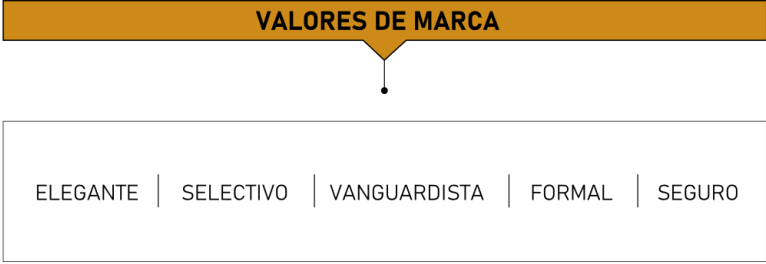 VALORES DE MARCA
ELEGANTE | SELECTIVO | VANGUARDISTA | FORMAL | SEGURO